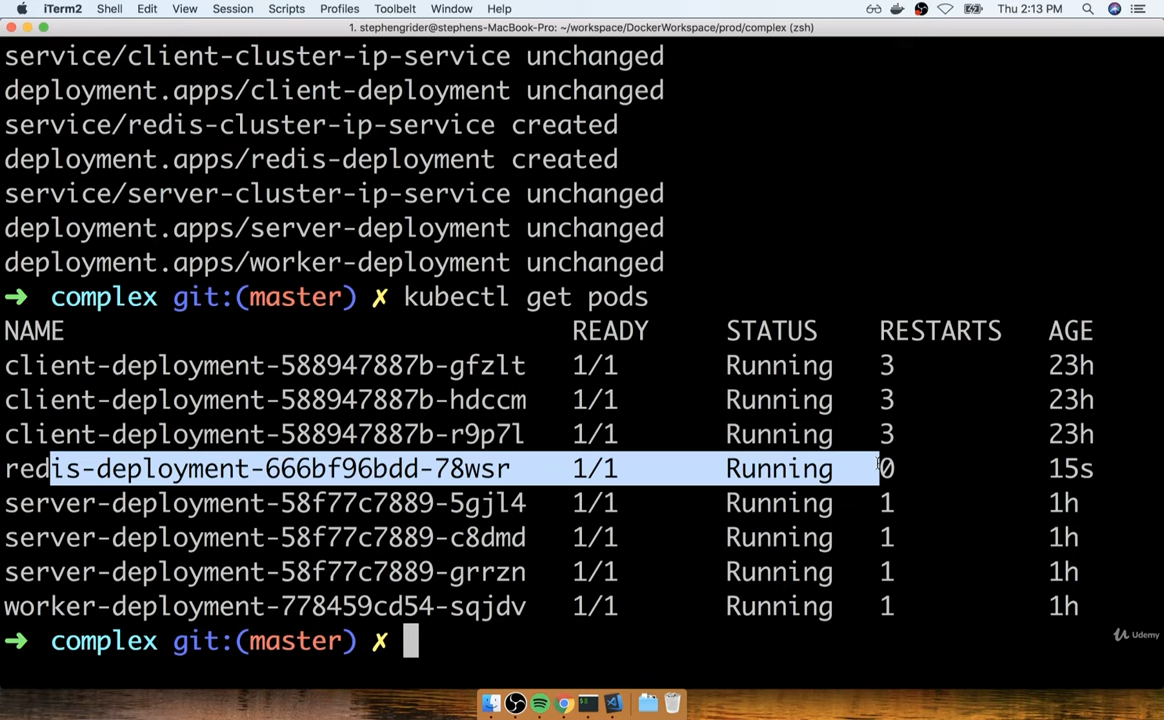 iTerm2 Shell Edit View Session Scripts Profiles Toolbelt Window Help Thu 2:13 PM
1. stephengrider@stephens-MacBook-Pro: ~/workspace/DockerWorkspace/prod/complex (zsh)
service/client-cluster-ip-service unchanged
deployment.apps/client-deployment unchanged
service/redis-cluster-ip-service created
deployment.apps/redis-deployment created
service/server-cluster-ip-service unchanged
deployment.apps/server-deployment unchanged
deployment.apps/worker-deployment unchanged
➜ complex git:(master) ✗ kubectl get pods
NAME READY STATUS RESTARTS AGE
client-deployment-588947887b-gfzlt 1/1 Running 3 23h
client-deployment-588947887b-hdccm 1/1 Running 3 23h
client-deployment-588947887b-r9p7l 1/1 Running 3 23h
redis-deployment-666bf96bdd-78wsr 1/1 Running 0 15s
server-deployment-58f77c7889-5gjl4 1/1 Running 1 1h
server-deployment-58f77c7889-c8dmd 1/1 Running 1 1h
server-deployment-58f77c7889-grrzn 1/1 Running 1 1h
worker-deployment-778459cd54-sqjdv 1/1 Running 1 1h
➜ complex git:(master) ✗
Udemy